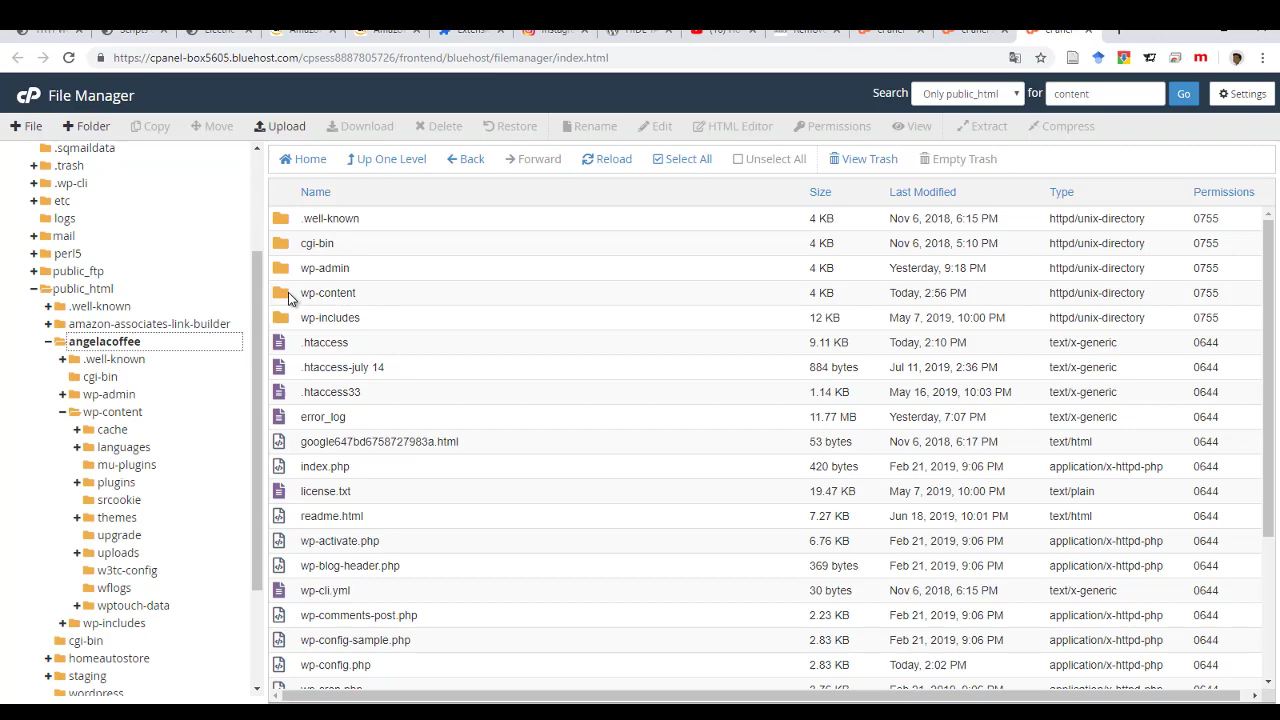 Scripts
Electric
Amazo
Amazo
Extens
Instag
HIDE
cPanel
cPanel
cPanel
https://cpanel-box5605.bluehost.com/cpsess8887805726/frontend/bluehost/filemanager/index.html
cP File Manager
Search Only public_html for content Go Settings
File Folder Copy Move Upload Download Delete Restore Rename Edit HTML Editor Permissions View Extract Compress
Home Up One Level Back Forward Reload Select All Unselect All View Trash Empty Trash
.sqmaildata
.trash
.wp-cli
etc
logs
mail
perl5
public_ftp
public_html
.well-known
amazon-associates-link-builder
angelacoffee
.well-known
cgi-bin
wp-admin
wp-content
cache
languages
mu-plugins
plugins
srcookie
themes
upgrade
uploads
w3tc-config
wflogs
wptouch-data
wp-includes
cgi-bin
homeautostore
staging
wordpress
Name Size Last Modified Type Permissions
.well-known 4 KB Nov 6, 2018, 6:15 PM httpd/unix-directory 0755
cgi-bin 4 KB Nov 6, 2018, 5:10 PM httpd/unix-directory 0755
wp-admin 4 KB Yesterday, 9:18 PM httpd/unix-directory 0755
wp-content 4 KB Today, 2:56 PM httpd/unix-directory 0755
wp-includes 12 KB May 7, 2019, 10:00 PM httpd/unix-directory 0755
.htaccess 9.11 KB Today, 2:10 PM text/x-generic 0644
.htaccess-july 14 884 bytes Jul 11, 2019, 2:36 PM text/x-generic 0644
.htaccess33 1.14 KB May 16, 2019, 10:03 PM text/x-generic 0644
error_log 11.77 MB Yesterday, 7:07 PM text/x-generic 0644
google647bd6758727983a.html 53 bytes Nov 6, 2018, 6:17 PM text/html 0644
index.php 420 bytes Feb 21, 2019, 9:06 PM application/x-httpd-php 0644
license.txt 19.47 KB May 7, 2019, 10:00 PM text/plain 0644
readme.html 7.27 KB Jun 18, 2019, 10:01 PM text/html 0644
wp-activate.php 6.76 KB Feb 21, 2019, 9:06 PM application/x-httpd-php 0644
wp-blog-header.php 369 bytes Feb 21, 2019, 9:06 PM application/x-httpd-php 0644
wp-cli.yml 30 bytes Nov 6, 2018, 6:15 PM text/x-generic 0644
wp-comments-post.php 2.23 KB Feb 21, 2019, 9:06 PM application/x-httpd-php 0644
wp-config-sample.php 2.83 KB Feb 21, 2019, 9:06 PM application/x-httpd-php 0644
wp-config.php 2.83 KB Today, 2:02 PM application/x-httpd-php 0644